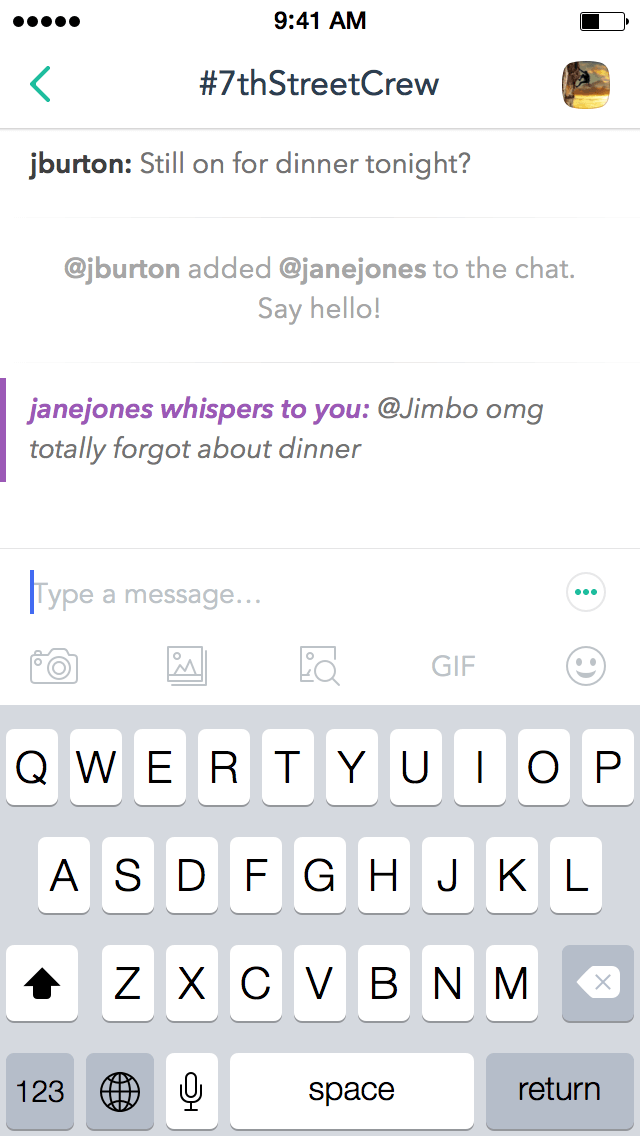 9:41 AM
#7thStreetCrew
jburton: Still on for dinner tonight?
@jburton added @janejones to the chat.
Say hello!
janejones whispers to you: @Jimbo omg
totally forgot about dinner
Type a message...
GIF
Q W E R T Y U I O P
A S D F G H J K L
Z X C V B N M
123 space return